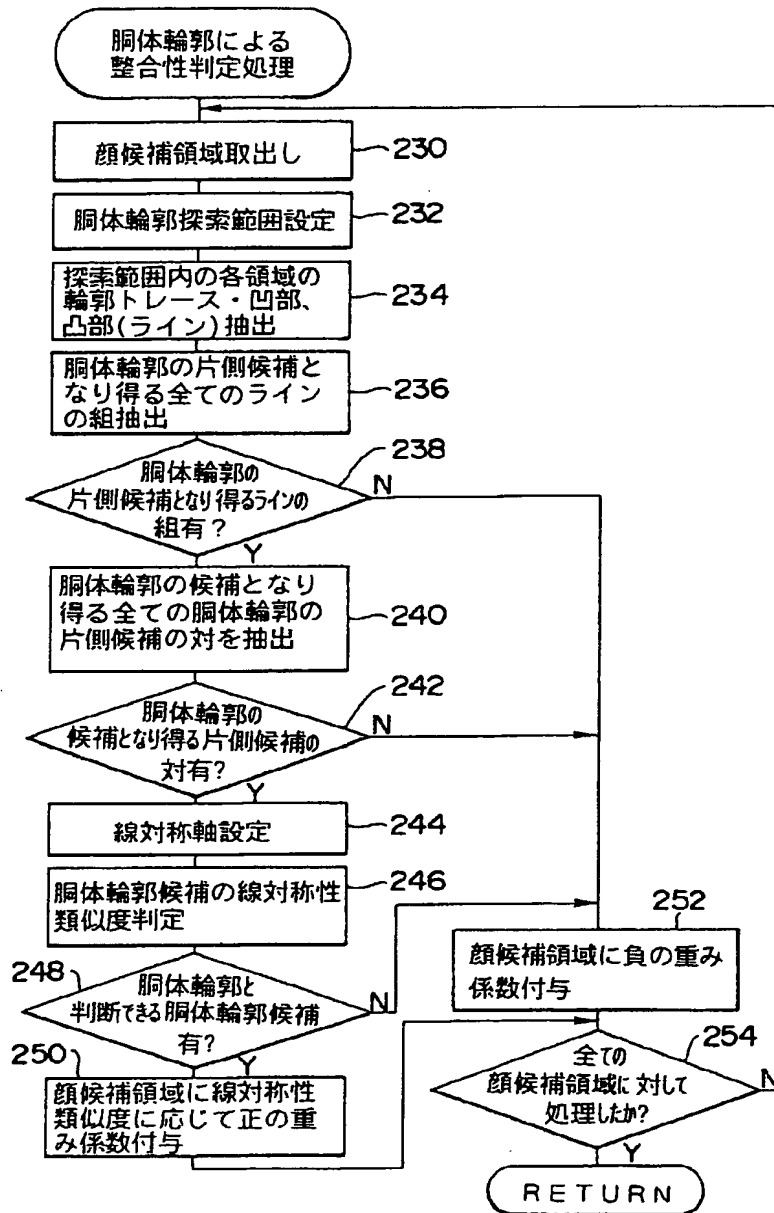 胴体輪郭による
整合性判定処理
顔候補領域取出し
230
胴体輪郭探索範囲設定
232
探索範囲内の各領域の
輪郭トレース・凹部、
凸部(ライン)抽出
234
胴体輪郭の片側候補と
なり得る全てのライン
の組抽出
236
238
胴体輪郭の
片側候補となり得るラインの
組有?
N
Y
胴体輪郭の候補となり
得る全ての胴体輪郭の
片側候補の対を抽出
240
242
胴体輪郭の
候補となり得る片側候補の
対有?
N
Y
線対称軸設定
244
胴体輪郭候補の線対称性
類似度判定
246
248
胴体輪郭と
判断できる胴体輪郭候補
有?
N
Y
250
顔候補領域に線対称性
類似度に応じて正の重
み係数付与
252
顔候補領域に負の重み
係数付与
254
全ての
顔候補領域に対して
処理したか?
N
Y
RETURN